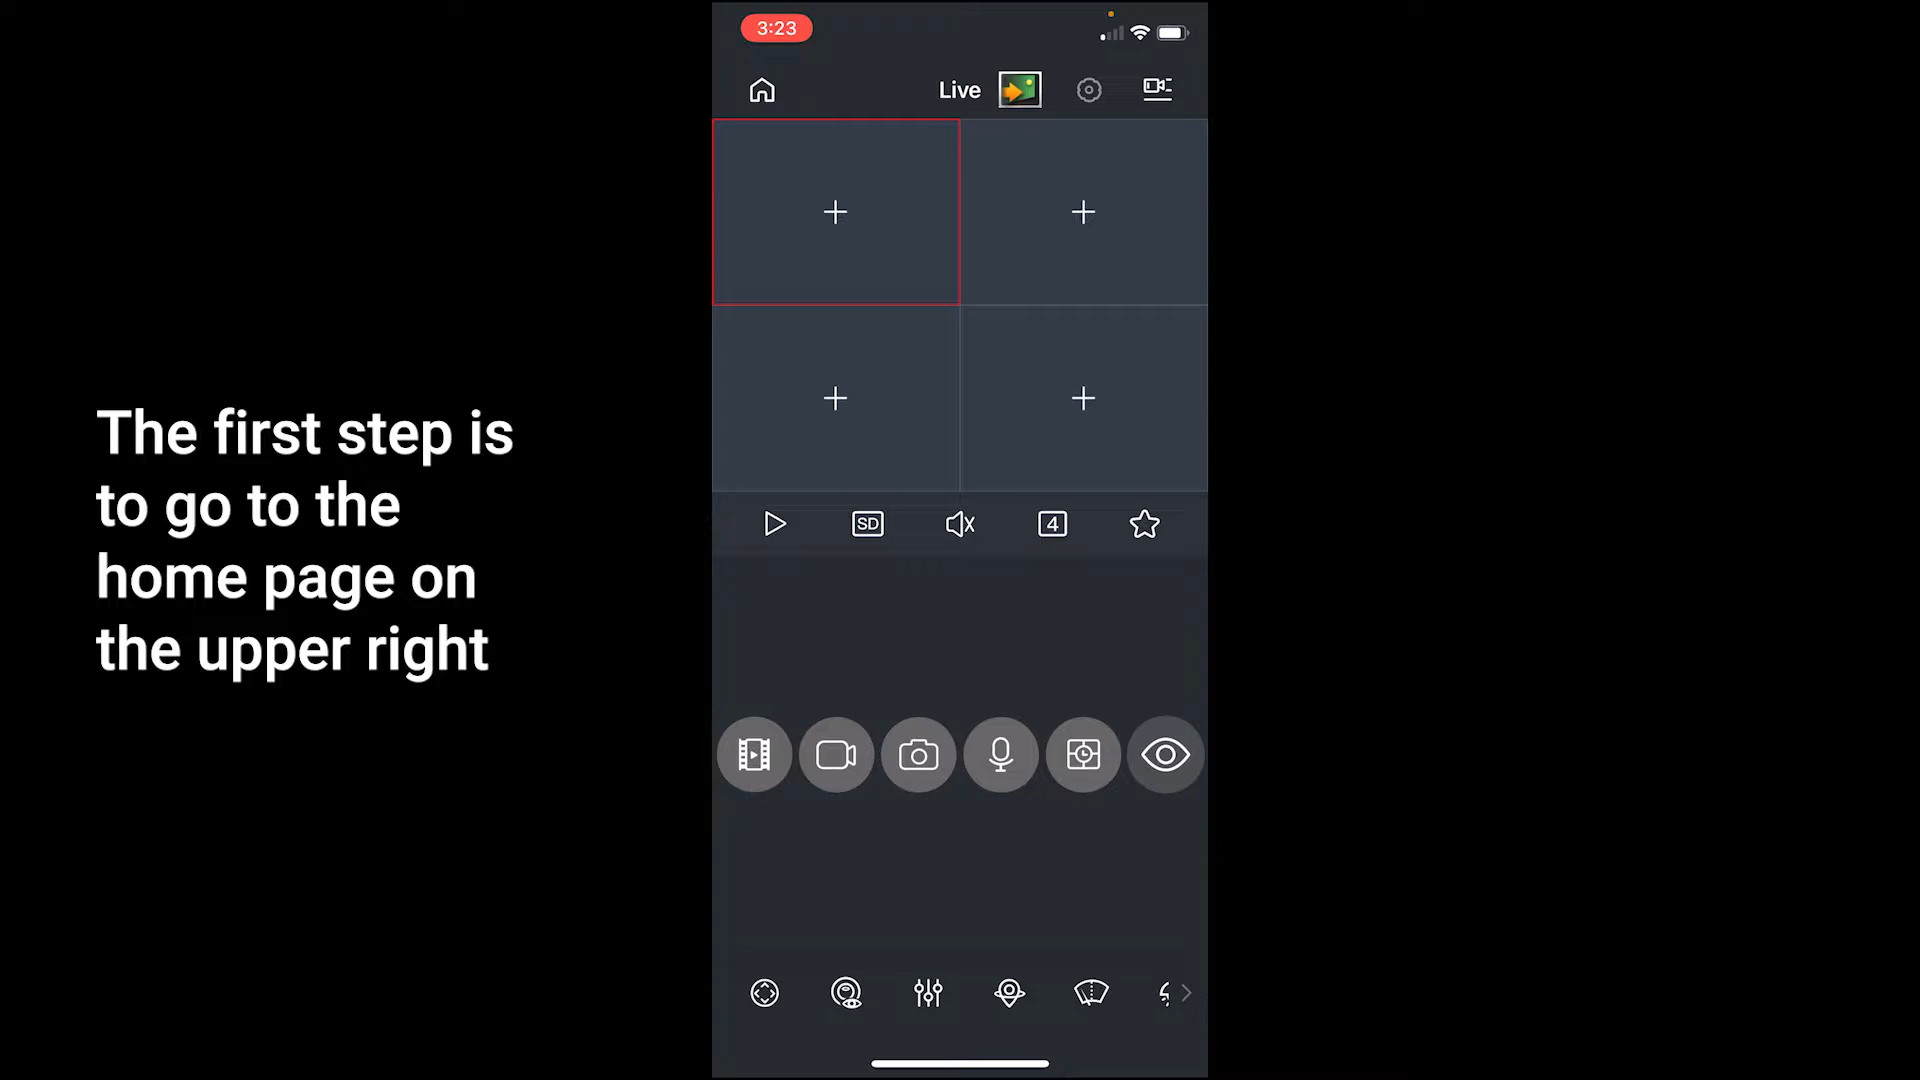 3:23
Live
SD
4
The first step is
to go to the
home page on
the upper right